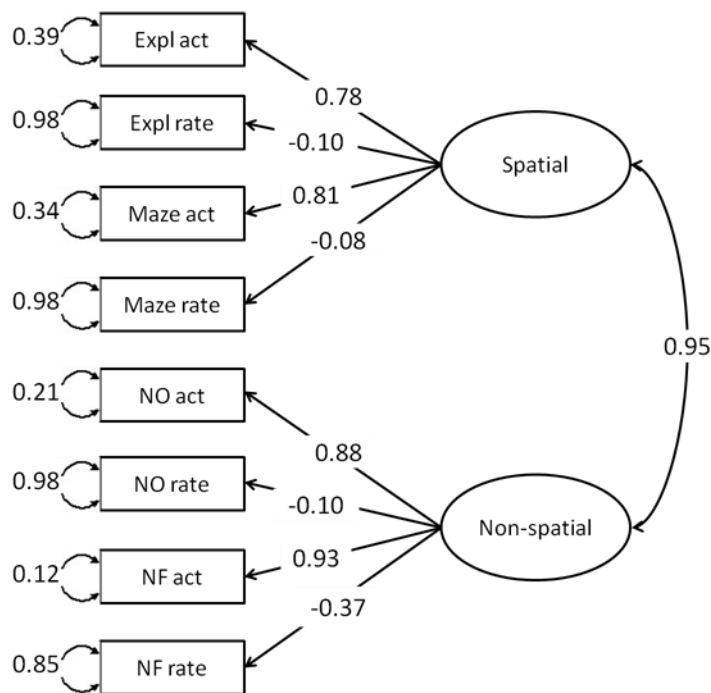 0.39
Expl act
0.78
0.98
Expl rate
-0.10
Spatial
0.34
Maze act
0.81
-0.08
0.98
Maze rate
0.95
0.21
NO act
0.88
0.98
NO rate
-0.10
Non-spatial
0.12
NF act
0.93
-0.37
0.85
NF rate